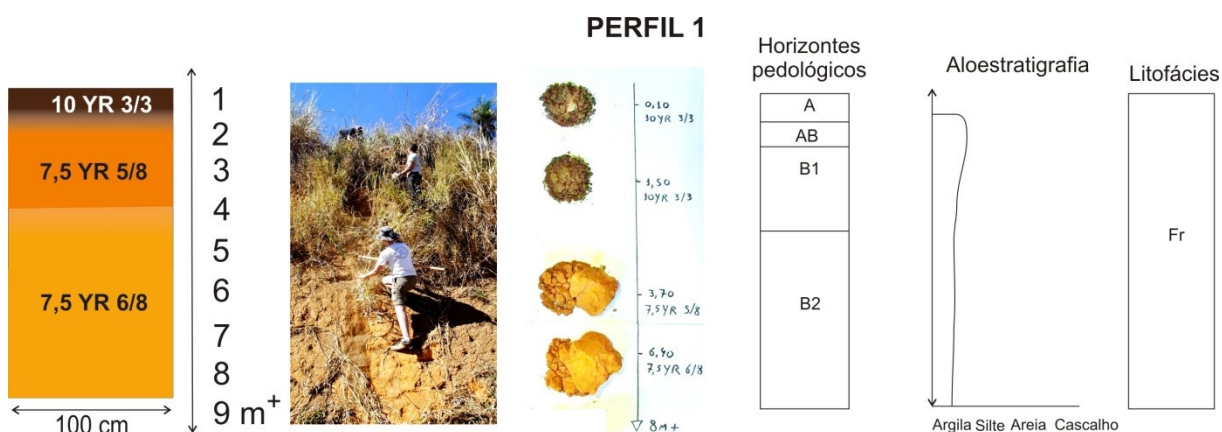 PERFIL 1
10 YR 3/3
7,5 YR 5/8
7,5 YR 6/8
100 cm
1
2
3
4
5
6
7
8
9 m+
0,10
10YR 3/3
1,50
10YR 3/3
3,70
7,5YR 5/8
6,40
7,5YR 6/8
8M+
Horizontes
pedológicos
A
AB
B1
B2
Aloestratigrafia
Argila Silte Areia Cascalho
Litofácies
Fr